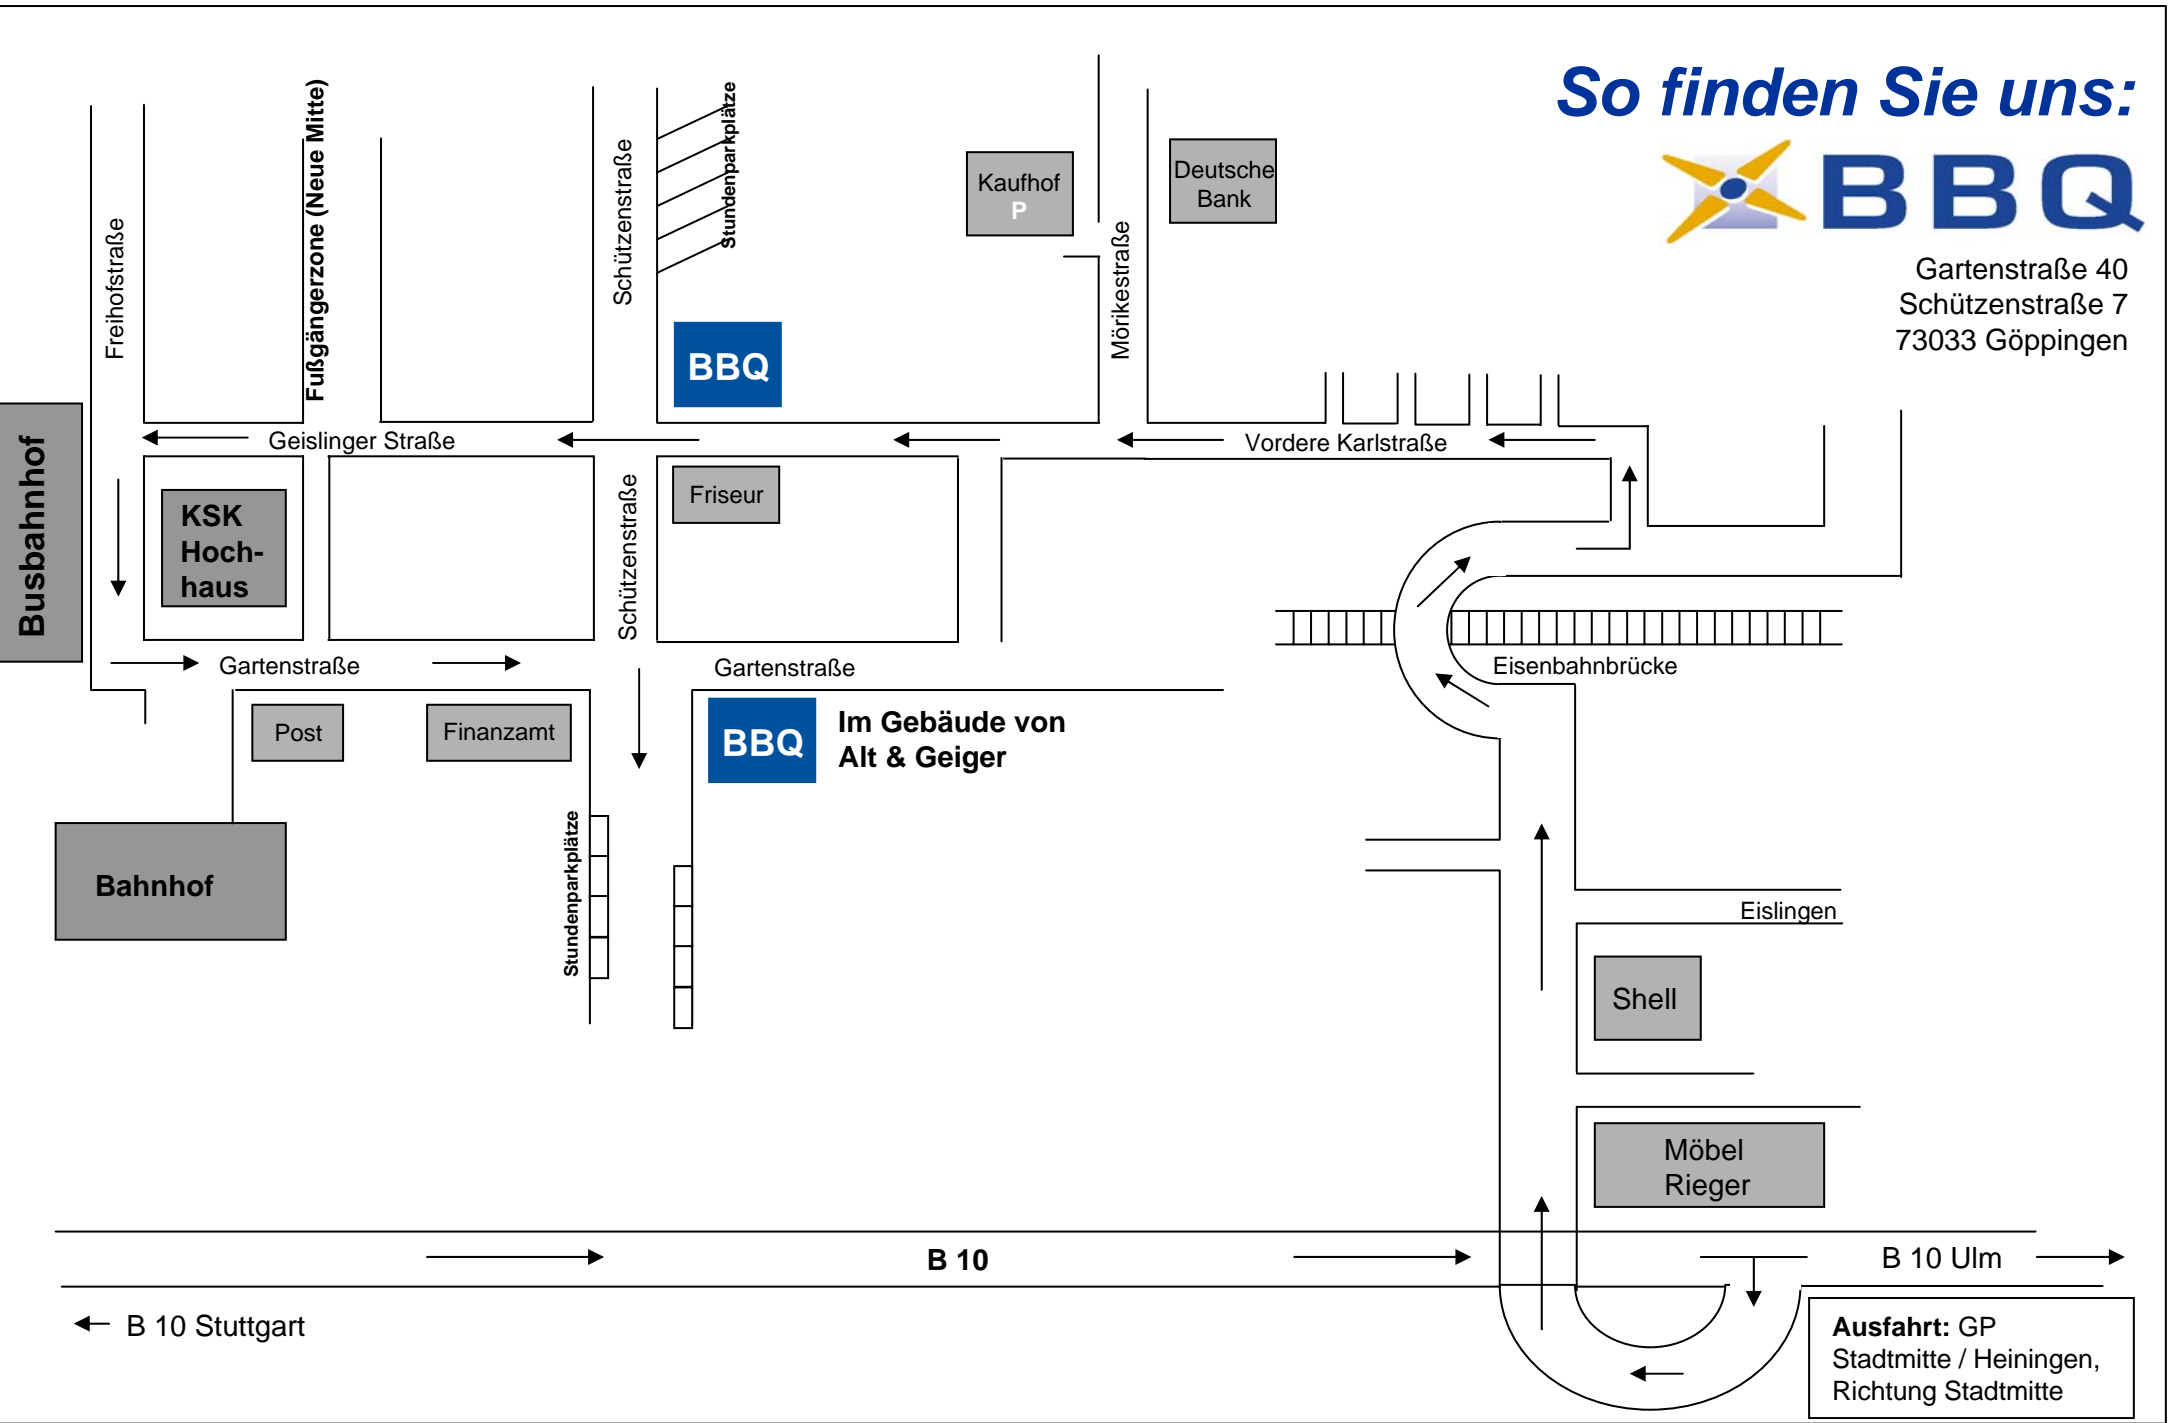 So finden Sie uns:
BBQ
Gartenstraße 40
Schützenstraße 7
73033 Göppingen
Freihofstraße
Fußgängerzone (Neue Mitte)
Schützenstraße
Stundenparkplätze
Kaufhof
P
Mörikestraße
Deutsche
Bank
BBQ
Geislinger Straße
Vordere Karlstraße
Busbahnhof
KSK
Hoch-
haus
Schützenstraße
Friseur
Gartenstraße
Gartenstraße
Eisenbahnbrücke
Post
Finanzamt
BBQ
Im Gebäude von
Alt & Geiger
Bahnhof
Stundenparkplätze
Eislingen
Shell
Möbel
Rieger
B 10
B 10 Ulm
B 10 Stuttgart
Ausfahrt: GP
Stadtmitte / Heiningen,
Richtung Stadtmitte